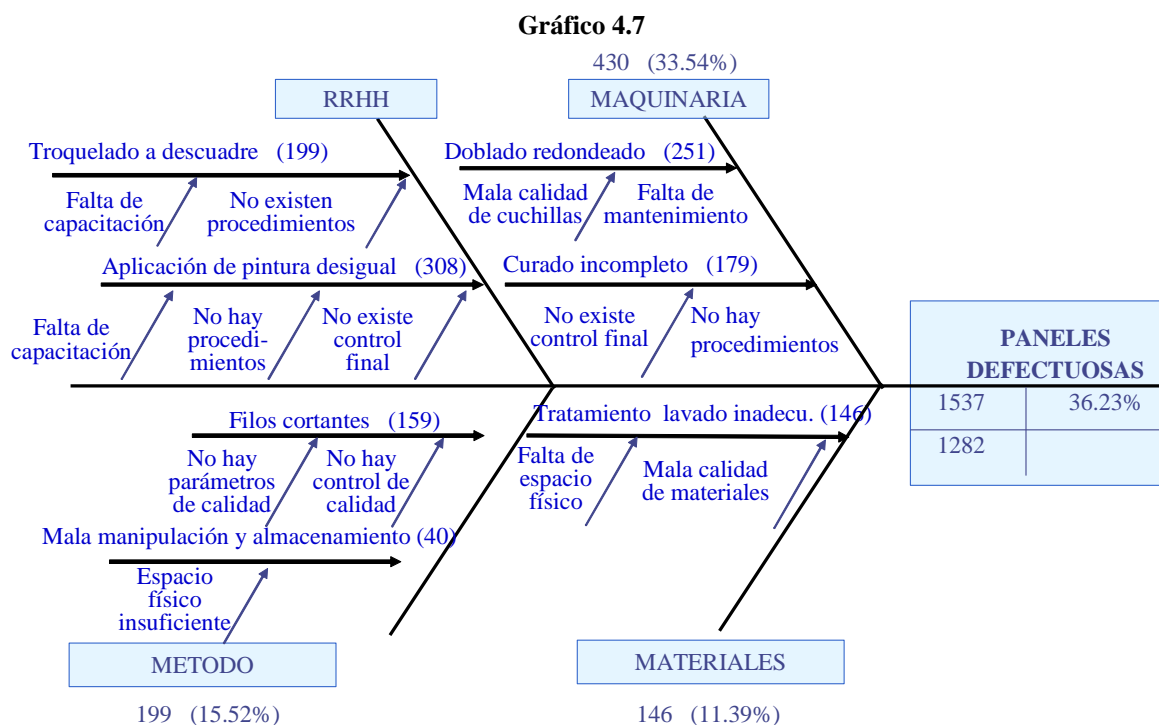 Gráfico 4.7
430 (33.54%)
RRHH
MAQUINARIA
Troquelado a descuadre (199)
Doblado redondeado (251)
Falta de
capacitación
No existen
procedimientos
Mala calidad
de cuchillas
Falta de
mantenimiento
Aplicación de pintura desigual (308)
Curado incompleto (179)
Falta de
capacitación
No hay
procedi-
mientos
No existe
control
final
No existe
control final
No hay
procedimientos
PANELES
DEFECTUOSAS
1537 36.23%
1282
Filos cortantes (159)
Tratamiento lavado inadecu. (146)
No hay
parámetros
de calidad
No hay
control de
calidad
Falta de
espacio
físico
Mala calidad
de materiales
Mala manipulación y almacenamiento (40)
Espacio
físico
insuficiente
METODO
MATERIALES
199 (15.52%)
146 (11.39%)